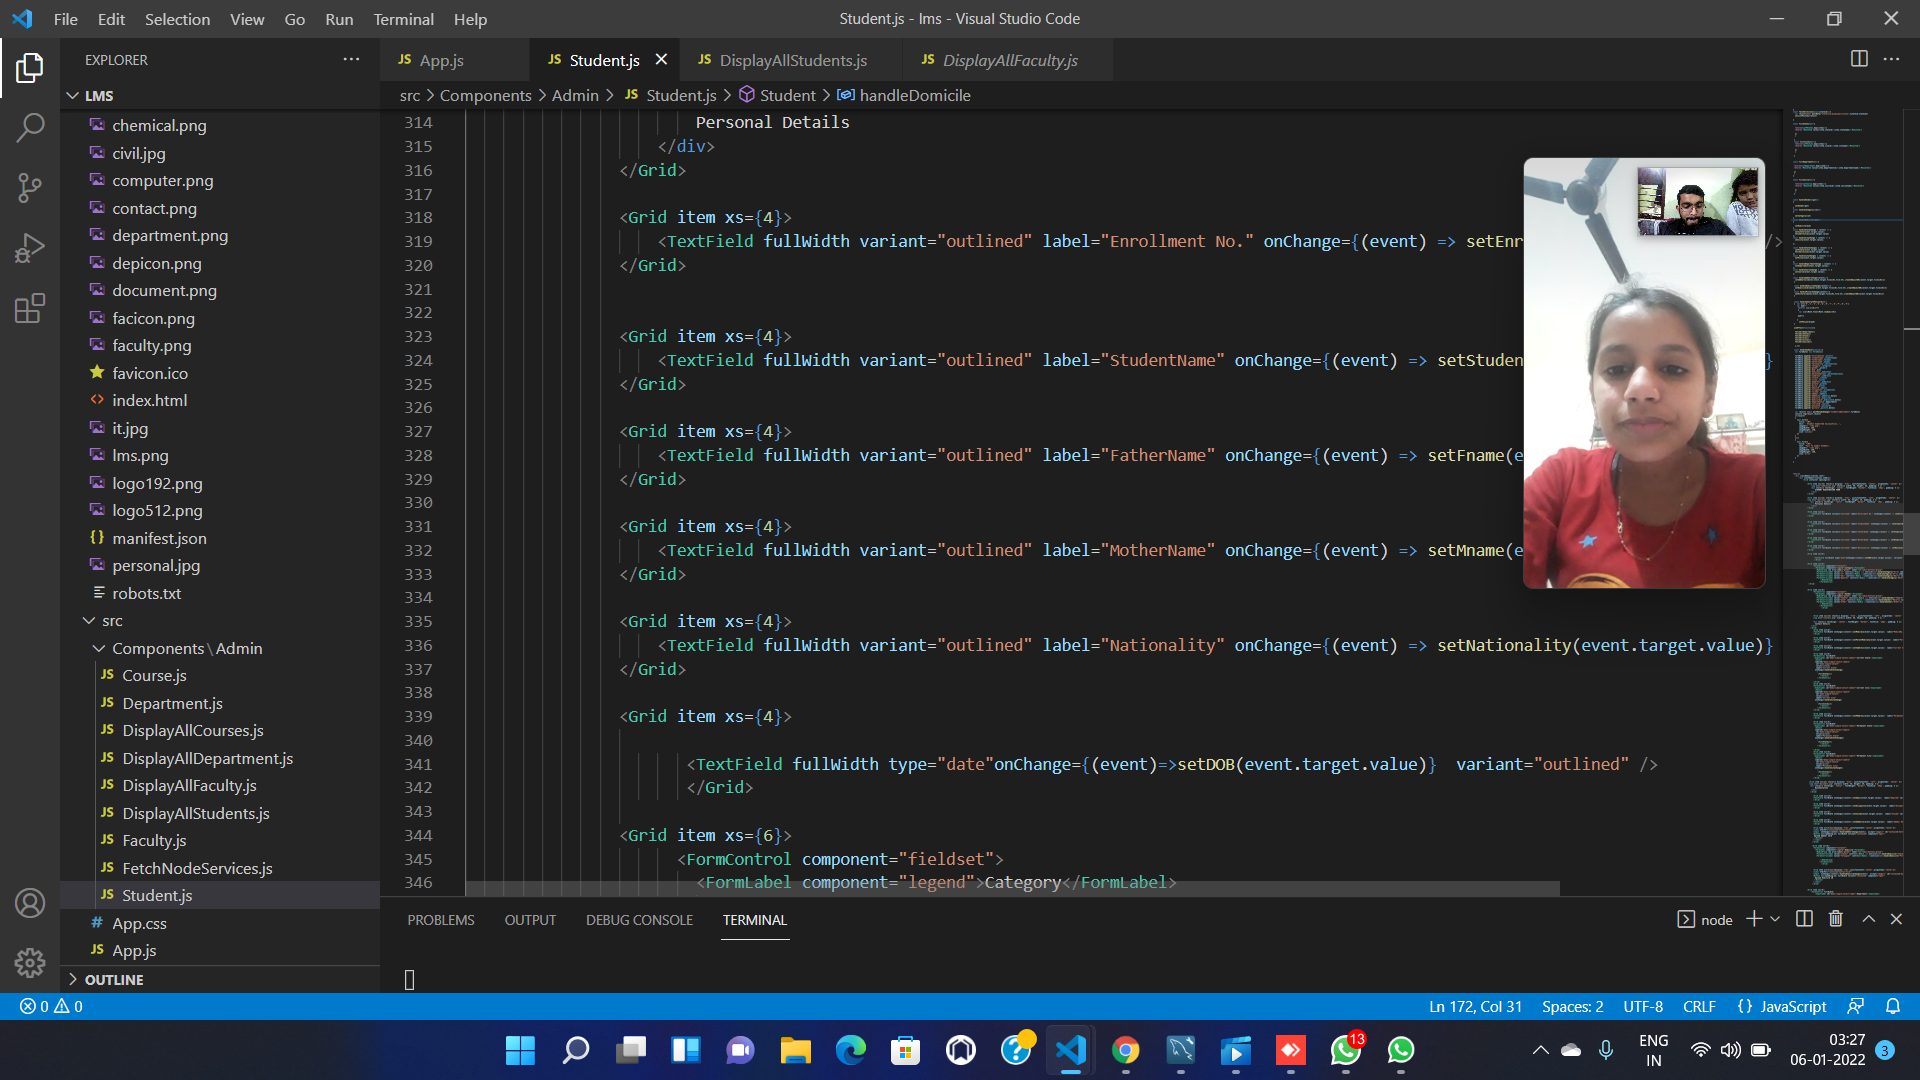 File Edit Selection View Go Run Terminal Help
Student.js - lms - Visual Studio Code
EXPLORER
App.js
Student.js
DisplayAllStudents.js
DisplayAllFaculty.js
LMS
src > Components > Admin > JS Student.js > Student > handleDomicile
chemical.png
civil.jpg
computer.png
contact.png
department.png
depicon.png
document.png
facicon.png
faculty.png
favicon.ico
index.html
it.jpg
lms.png
logo192.png
logo512.png
manifest.json
personal.jpg
robots.txt
src
Components\Admin
JS Course.js
JS Department.js
JS DisplayAllCourses.js
JS DisplayAllDepartment.js
JS DisplayAllFaculty.js
JS DisplayAllStudents.js
JS Faculty.js
JS FetchNodeServices.js
JS Student.js
# App.css
JS App.js
OUTLINE
314 Personal Details
315 </div>
316 </Grid>
317
318 <Grid item xs={4}>
319 <TextField fullWidth variant="outlined" label="Enrollment No." onChange={(event) => setEnr />
320 </Grid>
321
322
323 <Grid item xs={4}>
324 <TextField fullWidth variant="outlined" label="StudentName" onChange={(event) => setStuden }
325 </Grid>
326
327 <Grid item xs={4}>
328 <TextField fullWidth variant="outlined" label="FatherName" onChange={(event) => setFname(e
329 </Grid>
330
331 <Grid item xs={4}>
332 <TextField fullWidth variant="outlined" label="MotherName" onChange={(event) => setMname(e
333 </Grid>
334
335 <Grid item xs={4}>
336 <TextField fullWidth variant="outlined" label="Nationality" onChange={(event) => setNationality(event.target.value)}
337 </Grid>
338
339 <Grid item xs={4}>
340
341 <TextField fullWidth type="date"onChange={(event)=>setDOB(event.target.value)} variant="outlined" />
342 </Grid>
343
344 <Grid item xs={6}>
345 <FormControl component="fieldset">
346 <FormLabel component="legend">Category</FormLabel>
PROBLEMS OUTPUT DEBUG CONSOLE TERMINAL
node
0 0
Ln 172, Col 31 Spaces: 2 UTF-8 CRLF {} JavaScript
13
ENG
IN
03:27
06-01-2022
3